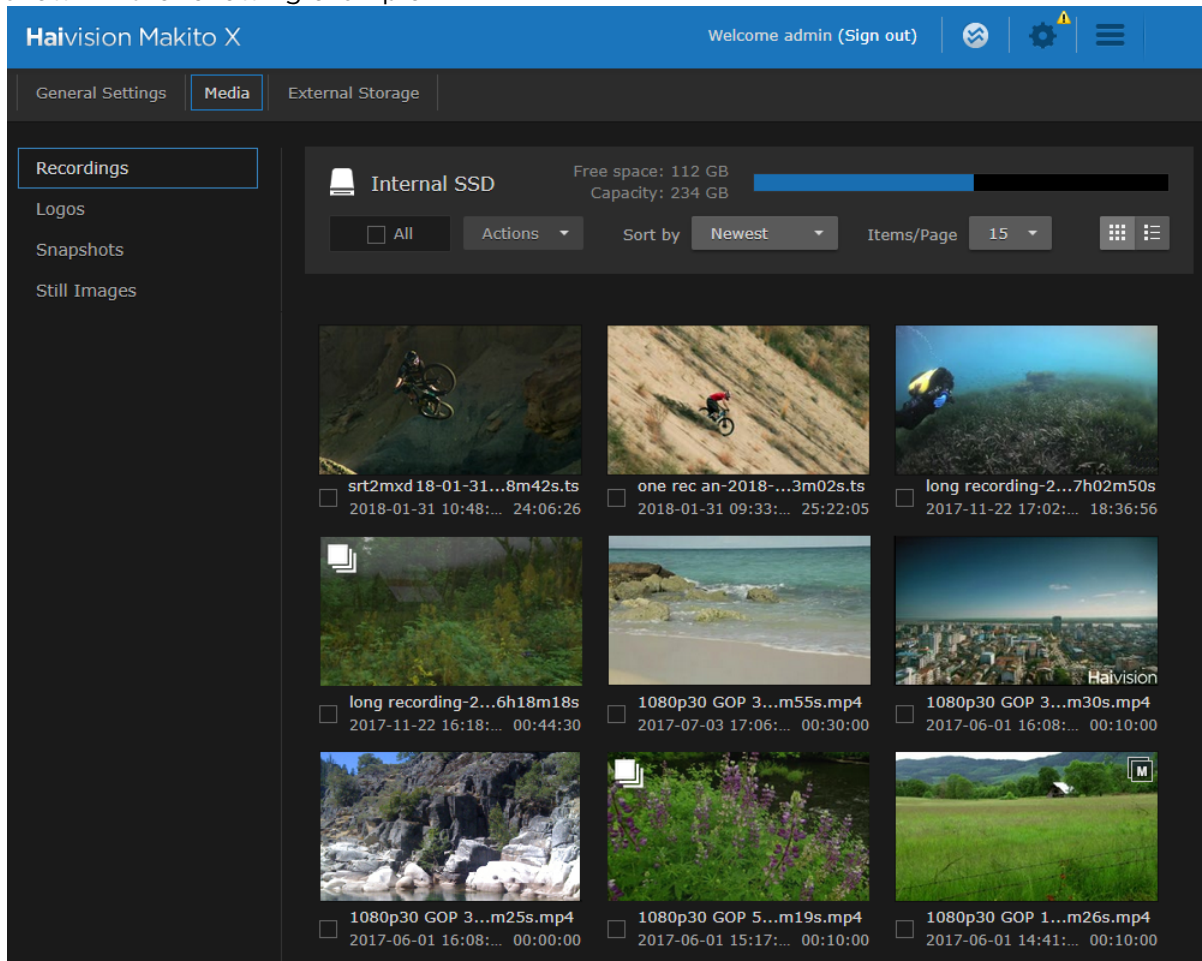 Haivision Makito X
Welcome admin (Sign out)
General Settings
Media
External Storage
Recordings
Logos
Snapshots
Still Images
Internal SSD
Free space: 112 GB
Capacity: 234 GB
All
Actions
Sort by
Newest
Items/Page
15
srt2mxd 18-01-31...8m42s.ts
2018-01-31 10:48:... 24:06:26
one rec an-2018-...3m02s.ts
2018-01-31 09:33:... 25:22:05
long recording-2...7h02m50s
2017-11-22 17:02:... 18:36:56
Haivision
long recording-2...6h18m18s
2017-11-22 16:18:... 00:44:30
1080p30 GOP 3...m55s.mp4
2017-07-03 17:06:... 00:30:00
1080p30 GOP 3...m30s.mp4
2017-06-01 16:08:... 00:10:00
M
1080p30 GOP 3...m25s.mp4
2017-06-01 16:08:... 00:00:00
1080p30 GOP 5...m19s.mp4
2017-06-01 15:17:... 00:10:00
1080p30 GOP 1...m26s.mp4
2017-06-01 14:41:... 00:10:00